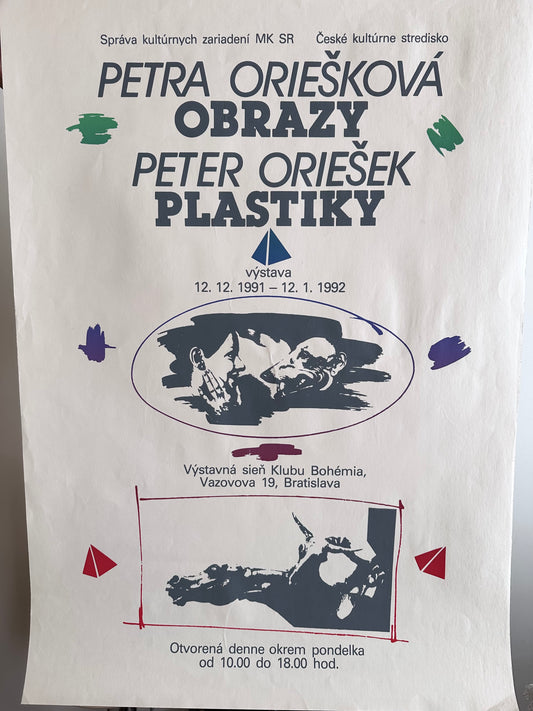 Správa kultúrnych zariadení MK SR České kultúrne stredisko
PETRA ORIEŠKOVÁ
OBRAZY
PETER ORIEŠEK
PLASTIKY
výstava
12. 12. 1991 – 12. 1. 1992
Výstavná sieň Klubu Bohémia,
Vazovova 19, Bratislava
Otvorená denne okrem pondelka
od 10.00 do 18.00 hod.